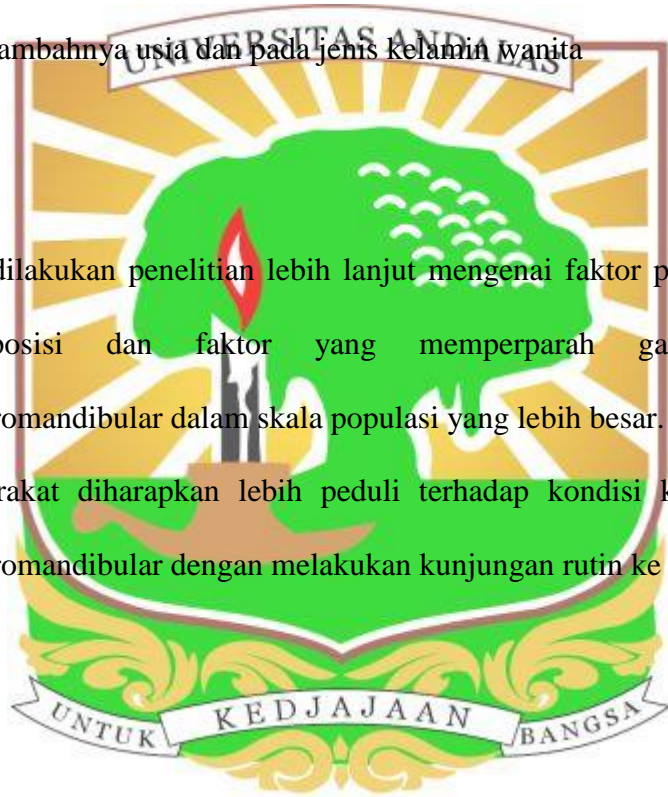 ambahnya usia dan pada jenis kelamin wanita
UNIVERSITAS ANDALAS
dilakukan penelitian lebih lanjut mengenai faktor p
posisi dan faktor yang memperparah ga
romandibular dalam skala populasi yang lebih besar.
rakat diharapkan lebih peduli terhadap kondisi k
romandibular dengan melakukan kunjungan rutin ke
UNTUK KEDJAJAAN BANGSA